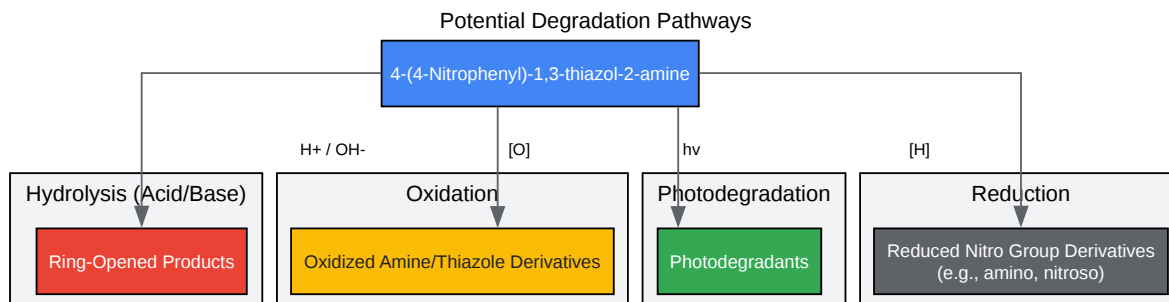 Potential Degradation Pathways
4-(4-Nitrophenyl)-1,3-thiazol-2-amine
H+ / OH-
[O]
hv
[H]
Hydrolysis (Acid/Base)
Oxidation
Photodegradation
Reduction
Ring-Opened Products
Oxidized Amine/Thiazole Derivatives
Photodegradants
Reduced Nitro Group Derivatives
(e.g., amino, nitroso)